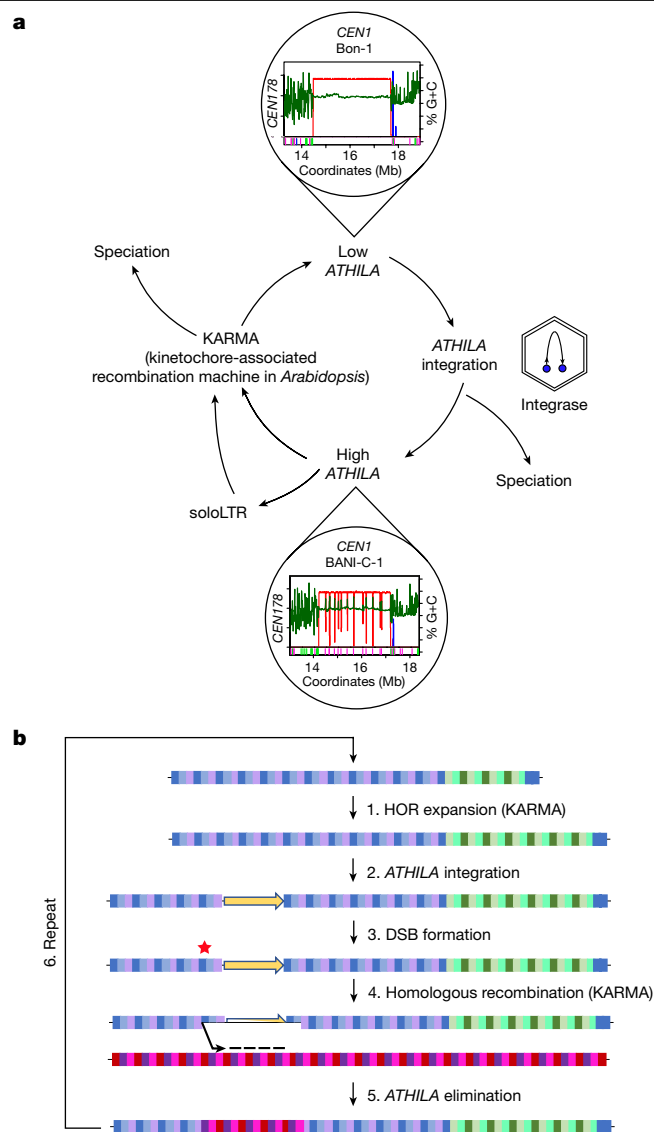 a
CEN1
Bon-1
CEN178
% G+C
14 16 18
Coordinates (Mb)
Low
ATHILA
Speciation
KARMA
(kinetochore-associated
recombination machine in Arabidopsis)
ATHILA
integration
Integrase
High
ATHILA
Speciation
soloLTR
CEN1
BANI-C-1
CEN178
% G+C
14 16 18
Coordinates (Mb)
b
1. HOR expansion (KARMA)
2. ATHILA integration
3. DSB formation
4. Homologous recombination (KARMA)
5. ATHILA elimination
6. Repeat